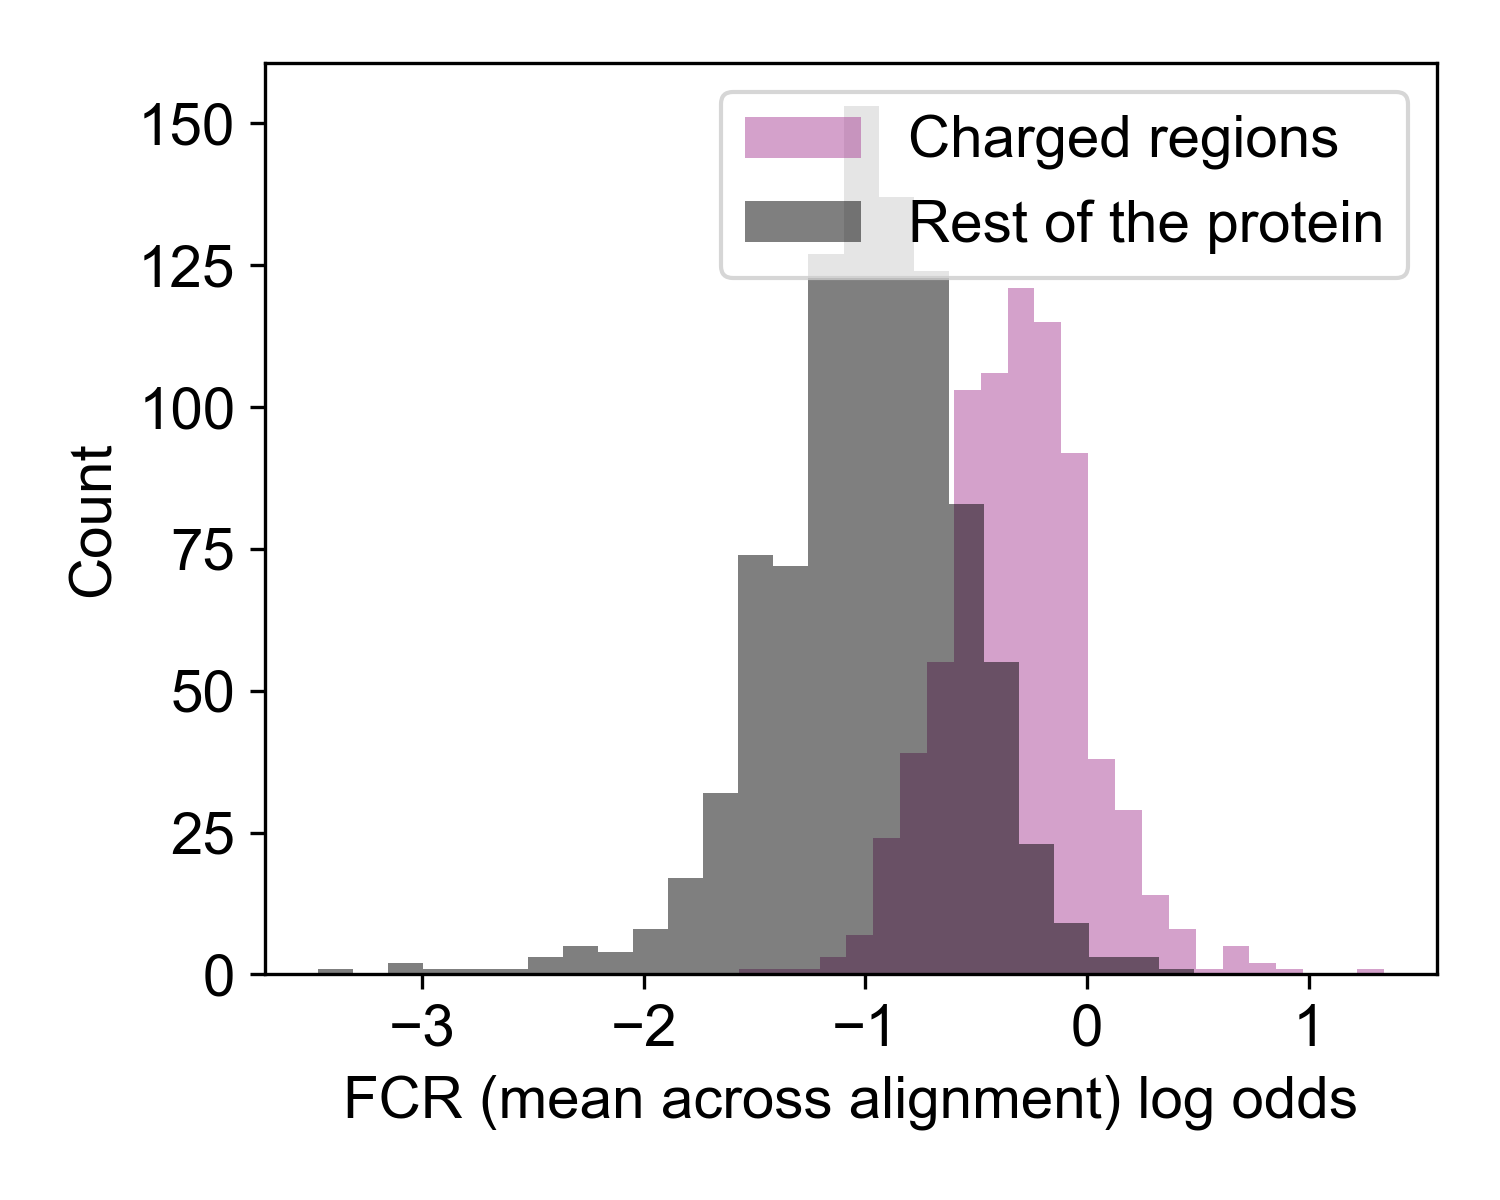 Charged regions
Rest of the protein
150
125
100
75
50
25
0
Count
−3 −2 −1 0 1
FCR (mean across alignment) log odds